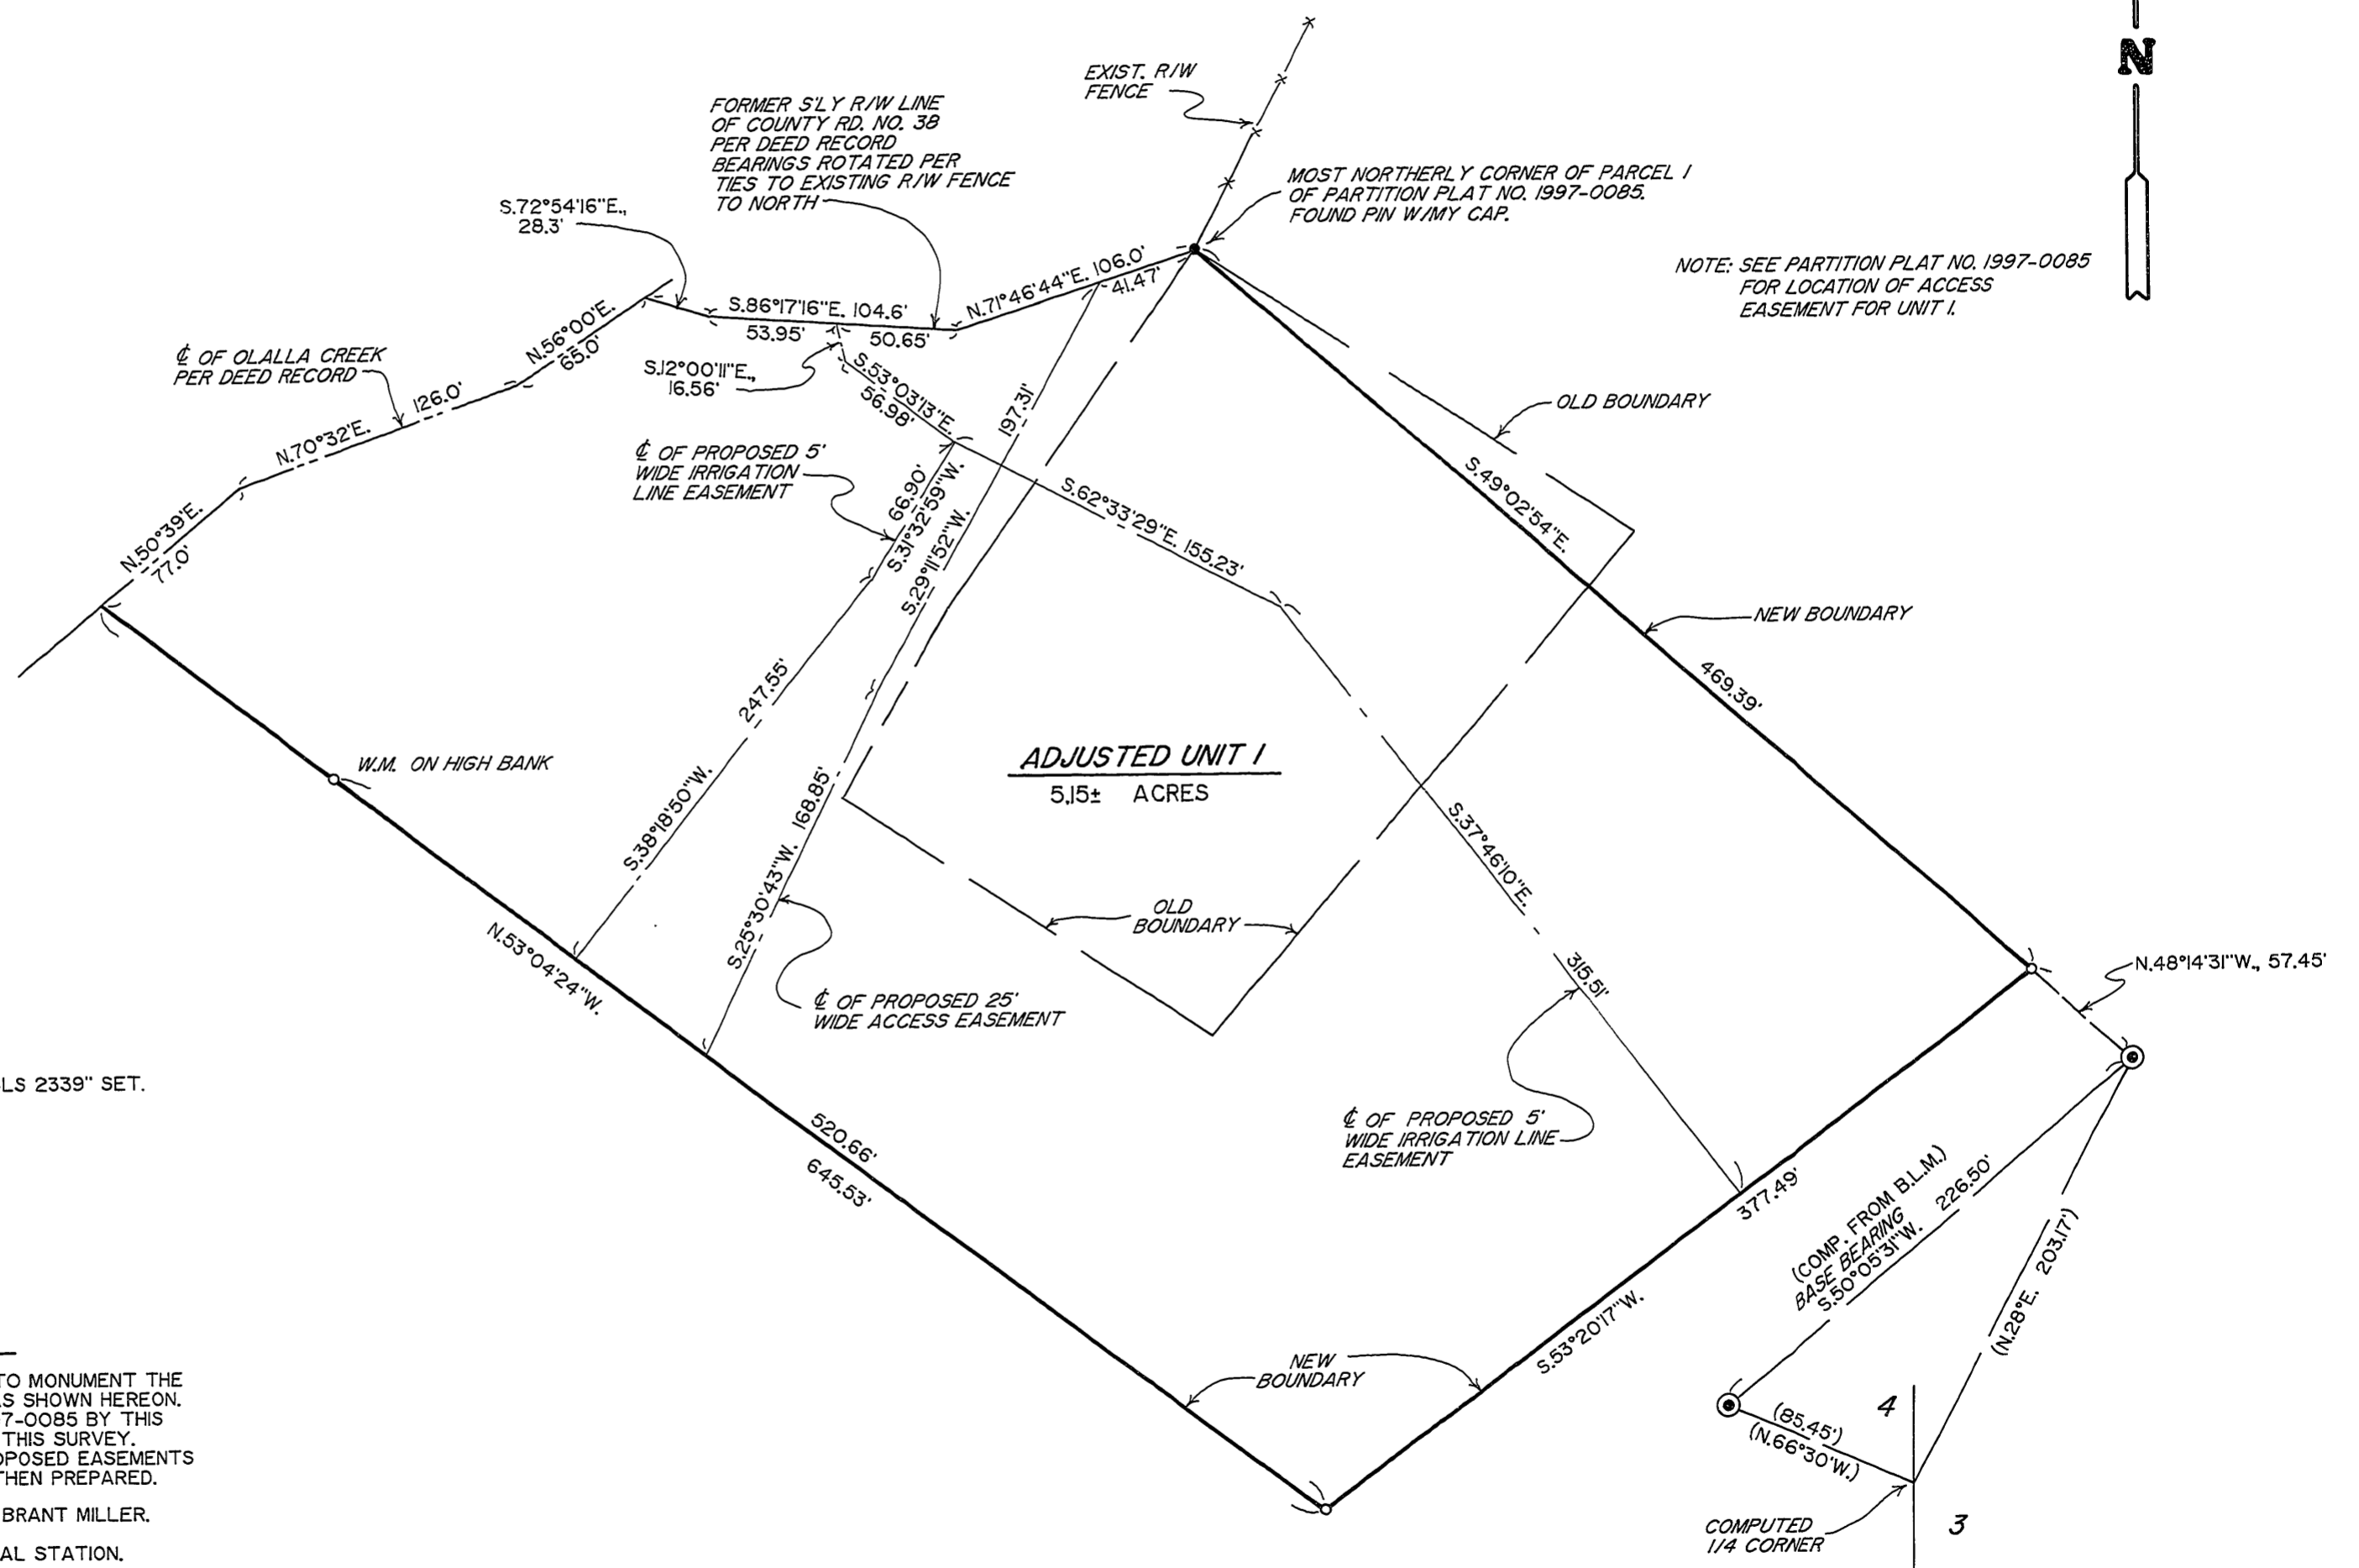 N
EXIST. R/W
FENCE
FORMER S'LY R/W LINE
OF COUNTY RD. NO. 38
PER DEED RECORD
BEARINGS ROTATED PER
TIES TO EXISTING R/W FENCE
TO NORTH
MOST NORTHERLY CORNER OF PARCEL 1
OF PARTITION PLAT NO. 1997-0085.
FOUND PIN W/MY CAP.
S.72°54'16"E.,
28.3'
NOTE: SEE PARTITION PLAT NO. 1997-0085
FOR LOCATION OF ACCESS
EASEMENT FOR UNIT 1.
S.86°17'16"E. 104.6'
53.95'
50.65'
N.71°46'44"E. 106.0'
41.47'
N.56°00'E.
65.0'
℄ OF OLALLA CREEK
PER DEED RECORD
S.12°00'11"E.,
16.56'
S.53°03'13"E.
56.98'
126.0'
N.70°32'E.
197.31'
OLD BOUNDARY
℄ OF PROPOSED 5'
WIDE IRRIGATION
LINE EASEMENT
66.90'
S.31°32'59"W.
S.29°11'52"W.
S.62°33'29"E. 155.23'
S.49°02'54"E.
N.50°39'E.
77.0'
NEW BOUNDARY
469.39'
247.55'
S.38°18'50"W.
W.M. ON HIGH BANK
ADJUSTED UNIT 1
5.15± ACRES
168.85'
S.25°30'43"W.
S.37°46'10"E.
315.51'
OLD
BOUNDARY
N.53°04'24"W.
℄ OF PROPOSED 25'
WIDE ACCESS EASEMENT
N.48°14'31"W., 57.45'
LS 2339" SET.
520.66'
645.53'
℄ OF PROPOSED 5'
WIDE IRRIGATION LINE
EASEMENT
377.49'
S.53°20'17"W.
(COMP. FROM B.L.M.)
BASE BEARING
S.50°05'31"W. 226.50'
(N.28°E. 203.17')
NEW
BOUNDARY
(85.45')
(N.66°30'W.)
4
3
COMPUTED
1/4 CORNER
TO MONUMENT THE
S SHOWN HEREON.
7-0085 BY THIS
THIS SURVEY.
OPOSED EASEMENTS
THEN PREPARED.
BRANT MILLER.
AL STATION.